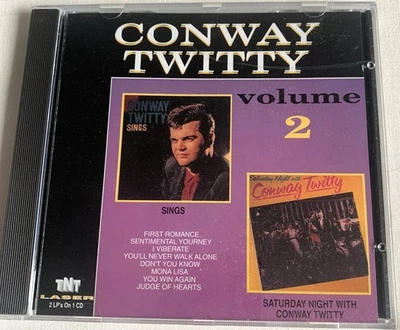 CONWAY
TWITTY
volume
2
CONWAY
TWITTY
SINGS
SINGS
Saturday Night with
Conway Twitty
FIRST ROMANCE
SENTIMENTAL YOURNEY
I VIBERATE
YOU'LL NEVER WALK ALONE
DON'T YOU KNOW
MONA LISA
YOU WIN AGAIN
JUDGE OF HEARTS
TNT
LASER
2 LP's On 1 CD
SATURDAY NIGHT WITH
CONWAY TWITTY